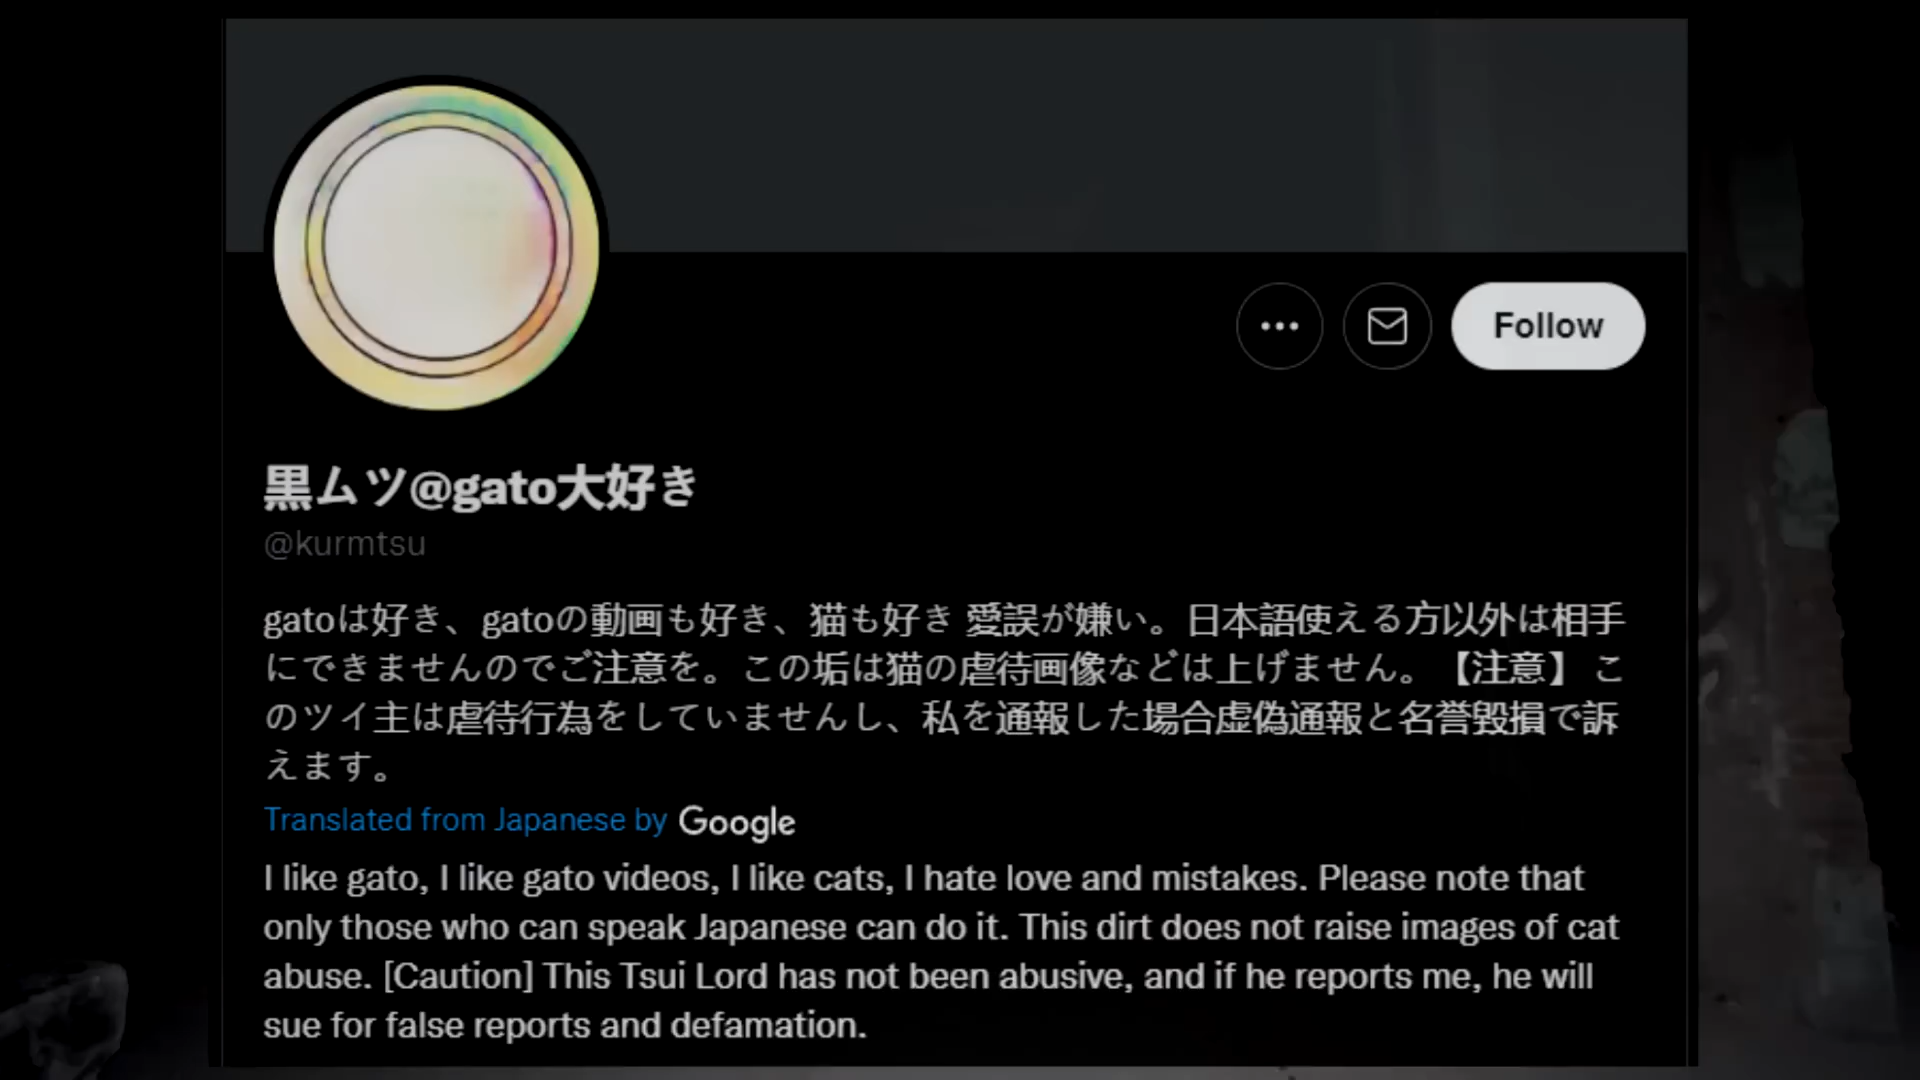 Follow
黒ムツ@gato大好き
@kurmtsu
gatoは好き、gatoの動画も好き、猫も好き 愛誤が嫌い。日本語使える方以外は相手
にできませんのでご注意を。この垢は猫の虐待画像などは上げません。【注意】 こ
のツイ主は虐待行為をしていませんし、私を通報した場合虚偽通報と名誉毀損で訴
えます。
Translated from Japanese by Google
I like gato, I like gato videos, I like cats, I hate love and mistakes. Please note that
only those who can speak Japanese can do it. This dirt does not raise images of cat
abuse. [Caution] This Tsui Lord has not been abusive, and if he reports me, he will
sue for false reports and defamation.